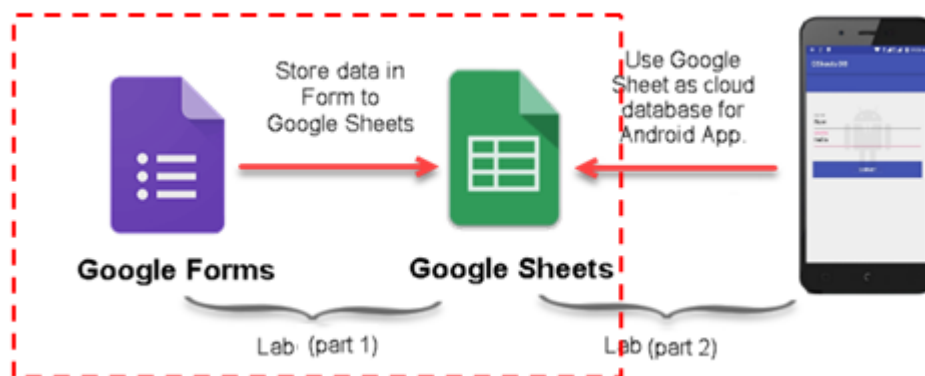 Store data in
Form to
Google Sheets
Use Google
Sheet as cloud
database for
Android App.
Google Forms
Google Sheets
Lab (part 1)
Lab (part 2)